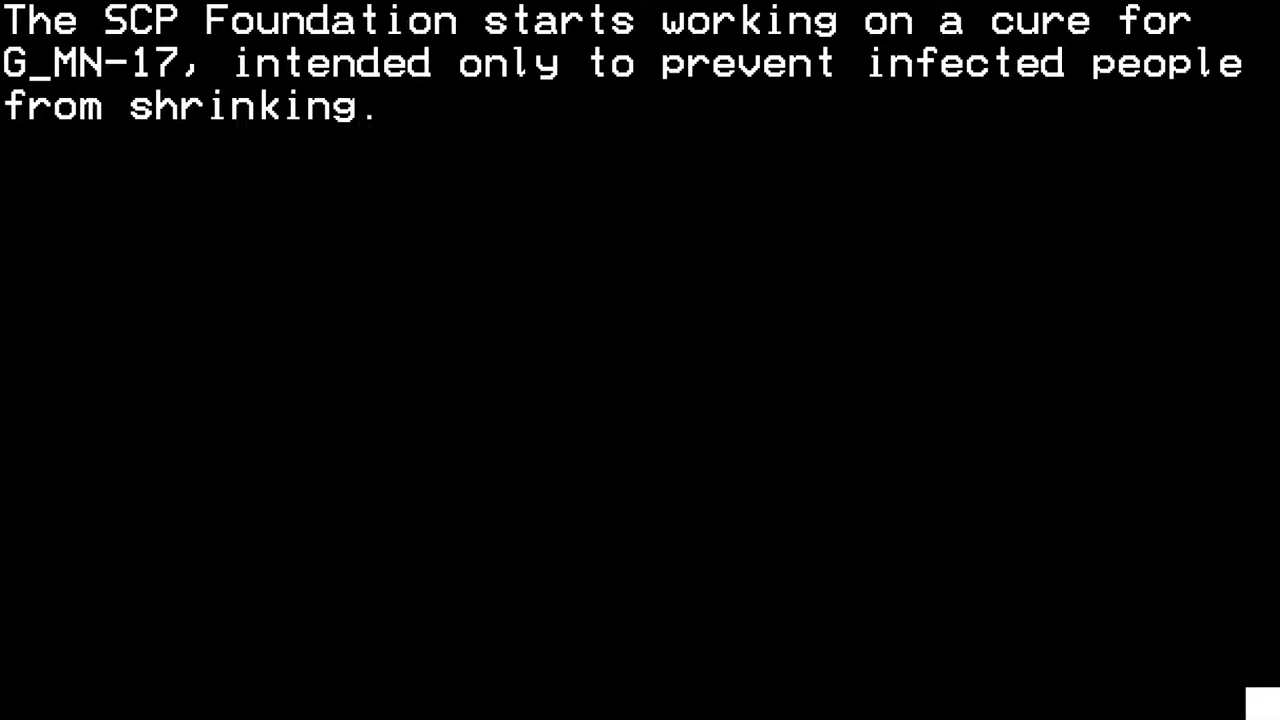 The SCP Foundation starts working on a cure for
G_MN-17, intended only to prevent infected people
from shrinking.